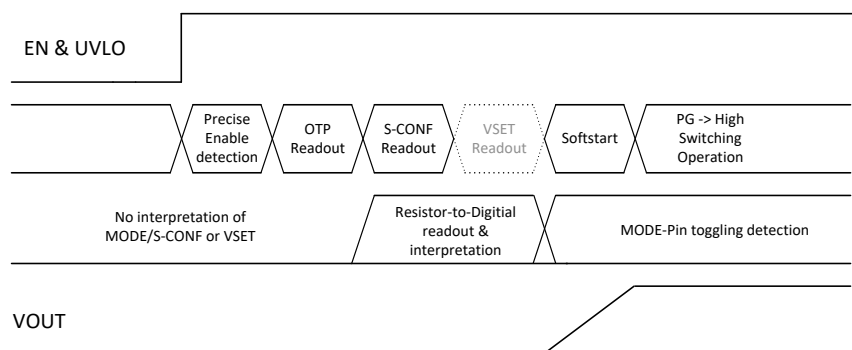 EN & UVLO
Precise
Enable
detection
OTP
Readout
S-CONF
Readout
VSET
Readout
Softstart
PG -> High
Switching
Operation
No interpretation of
MODE/S-CONF or VSET
Resistor-to-Digitial
readout &
interpretation
MODE-Pin toggling detection
VOUT